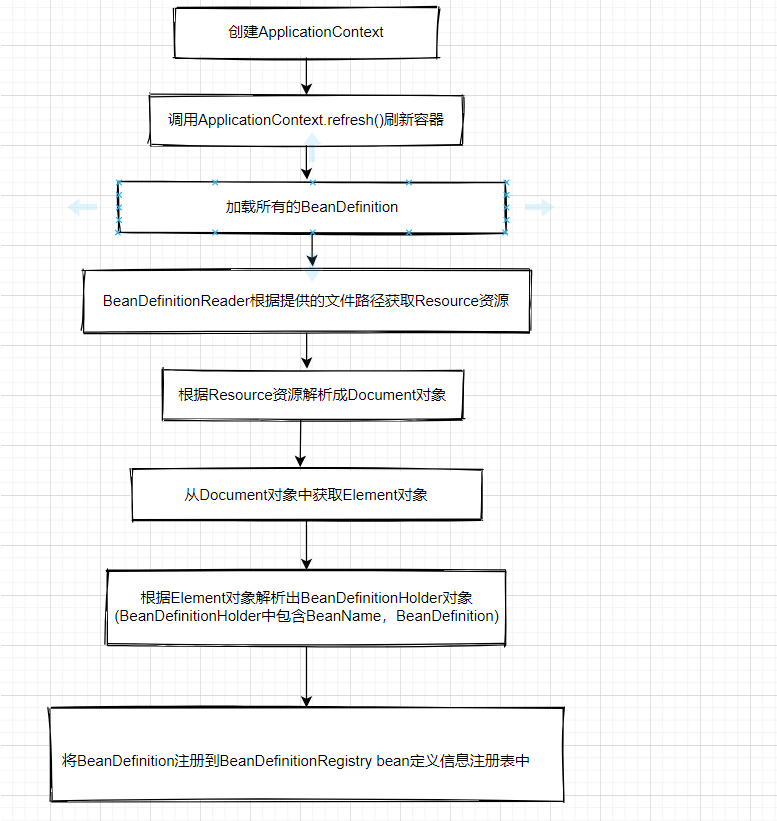 创建ApplicationContext
调用ApplicationContext.refresh()刷新容器
加载所有的BeanDefinition
BeanDefinitionReader根据提供的文件路径获取Resource资源
根据Resource资源解析成Document对象
从Document对象中获取Element对象
根据Element对象解析出BeanDefinitionHolder对象
(BeanDefinitionHolder中包含BeanName，BeanDefinition)
将BeanDefinition注册到BeanDefinitionRegistry bean定义信息注册表中